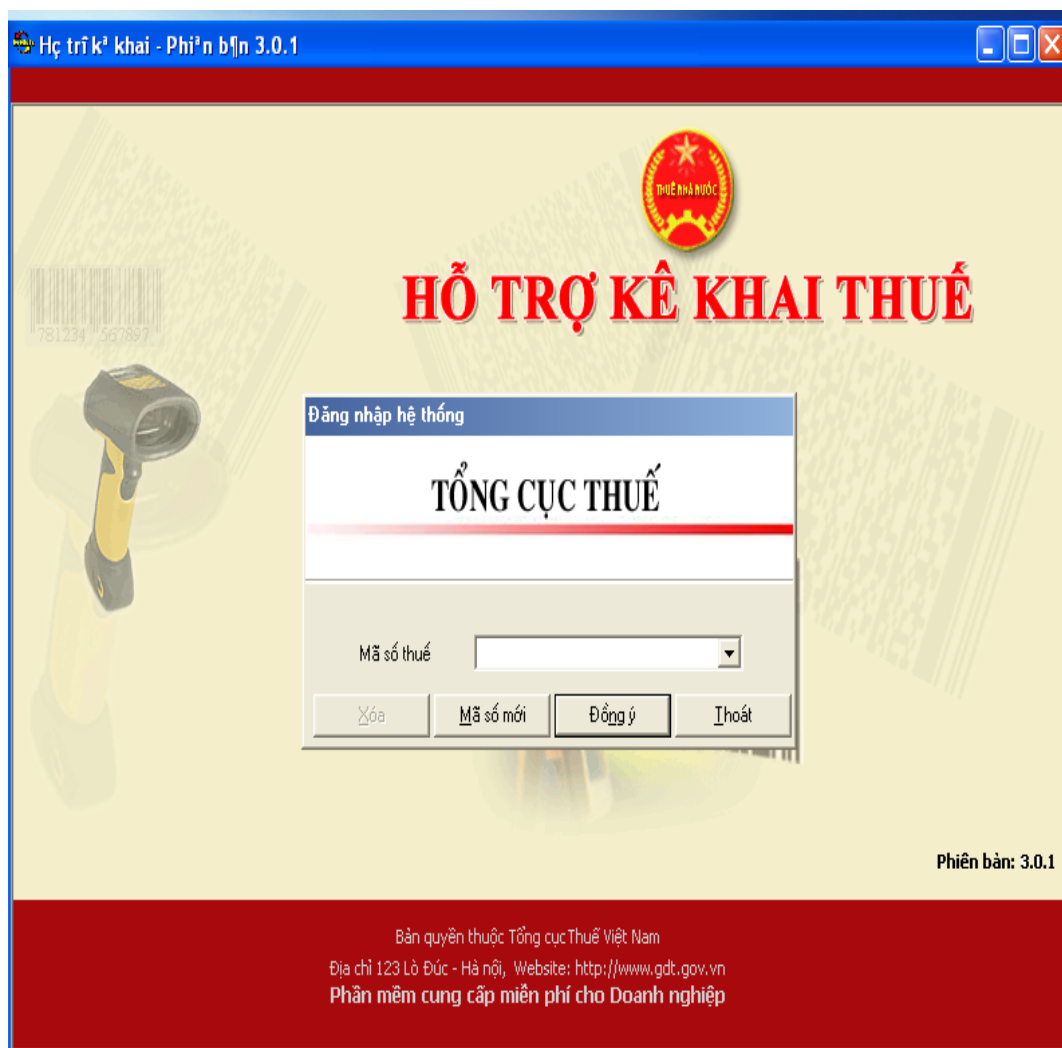 Hç trî kª khai - Phiªn b¶n 3.0.1
THUẾ NHÀ NƯỚC
HỖ TRỢ KÊ KHAI THUẾ
781234 567897
Đăng nhập hệ thống
TỔNG CỤC THUẾ
Mã số thuế
Xóa Mã số mới Đồng ý Thoát
Phiên bản: 3.0.1
Bản quyền thuộc Tổng cục Thuế Việt Nam
Địa chỉ 123 Lò Đúc - Hà nội, Website: http://www.gdt.gov.vn
Phần mềm cung cấp miễn phí cho Doanh nghiệp